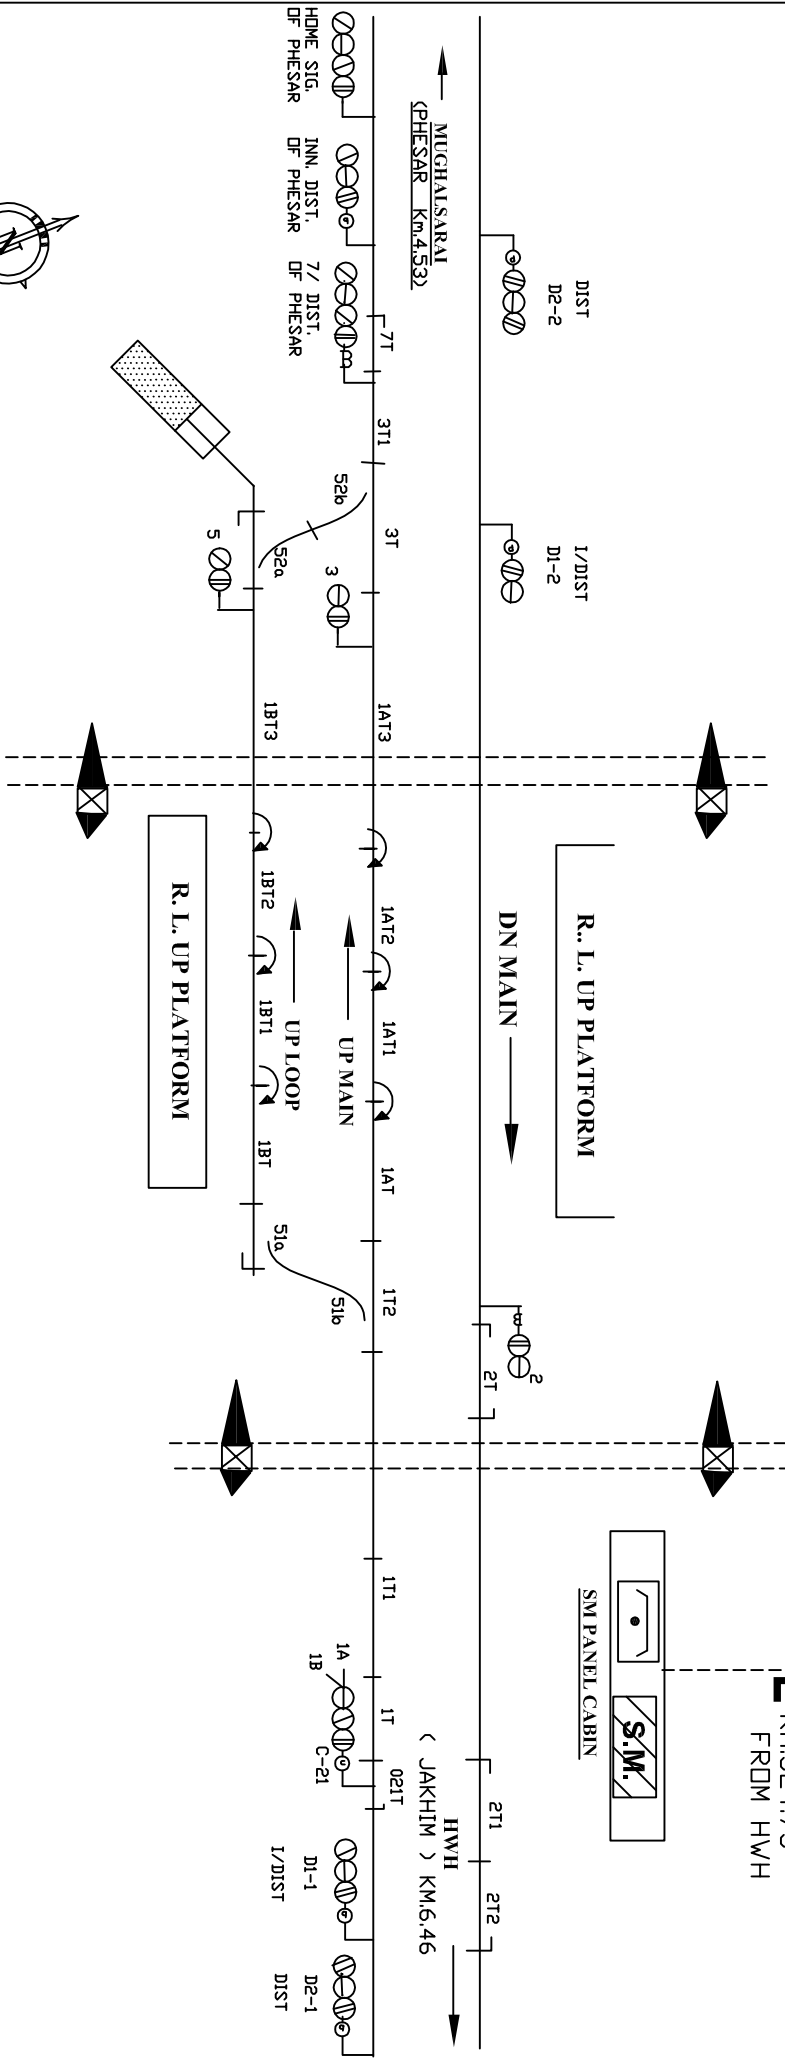 HOME SIG.
OF PHESAR
INN. DIST.
OF PHESAR
7/ DIST.
OF PHESAR
MUGHALSARAI
(PHESAR Km.4.53)
DIST
D2-2
I/DIST
D1-2
N
7T
3T1
3T
52b
52a
5
3
1BT3
1AT3
1BT2
1AT2
1BT1
1AT1
1BT
1AT
R. L. UP PLATFORM
UP LOOP
UP MAIN
DN MAIN
R.. L. UP PLATFORM
51a
51b
1T2
2T
2
SM PANEL CABIN
S.M.
FROM HWH
1T1
1A
1B
1T
C-21
021T
HWH
( JAKHIM ) KM.6.46
2T1
2T2
D1-1
I/DIST
D2-1
DIST